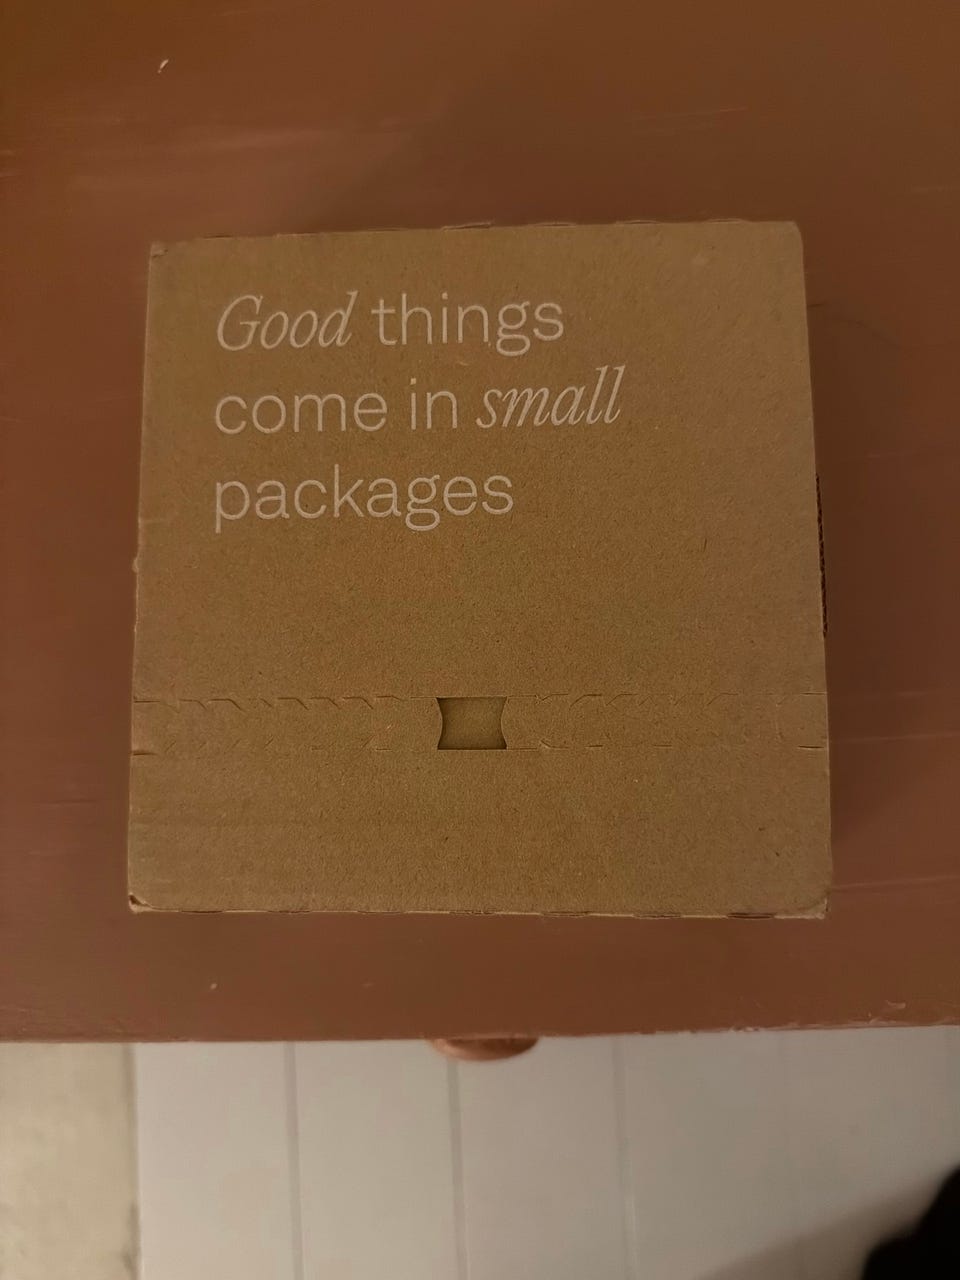 Good things
come in small
packages